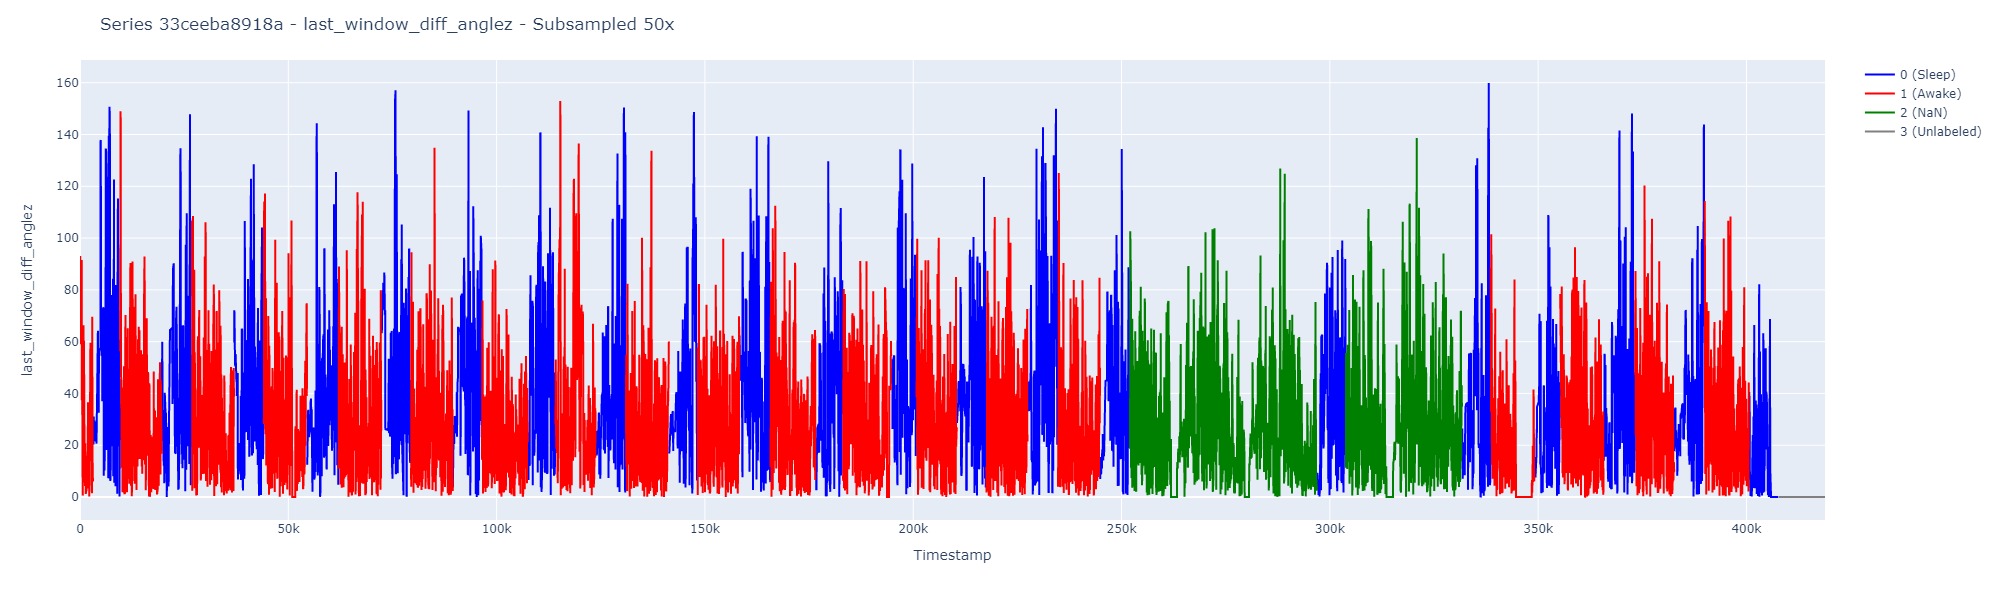 Series 33ceeba8918a - last_window_diff_anglez - Subsampled 50x
0 (Sleep)
1 (Awake)
2 (NaN)
3 (Unlabeled)
last_window_diff_anglez
160
140
120
100
80
60
40
20
0
0
50k
100k
150k
200k
250k
300k
350k
400k
Timestamp